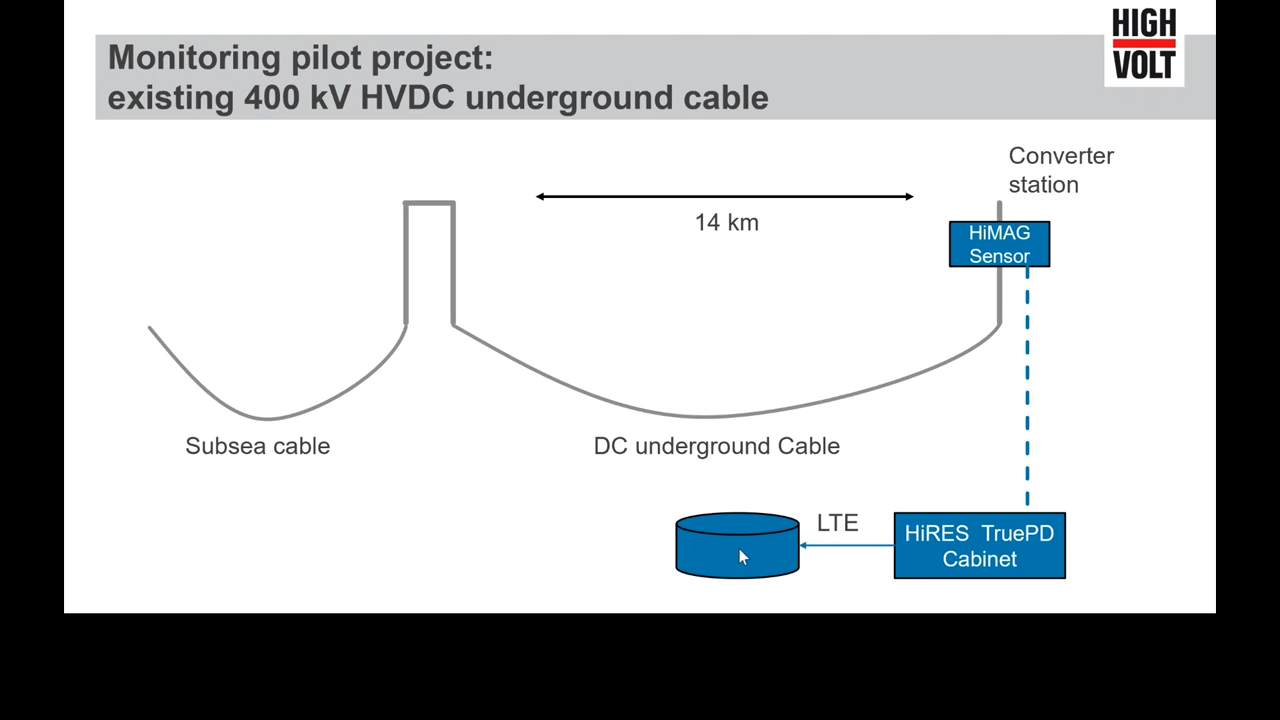 HIGH
VOLT
Monitoring pilot project:
existing 400 kV HVDC underground cable
Converter
station
14 km
HiMAG
Sensor
Subsea cable
DC underground Cable
LTE
HiRES  TruePD
Cabinet